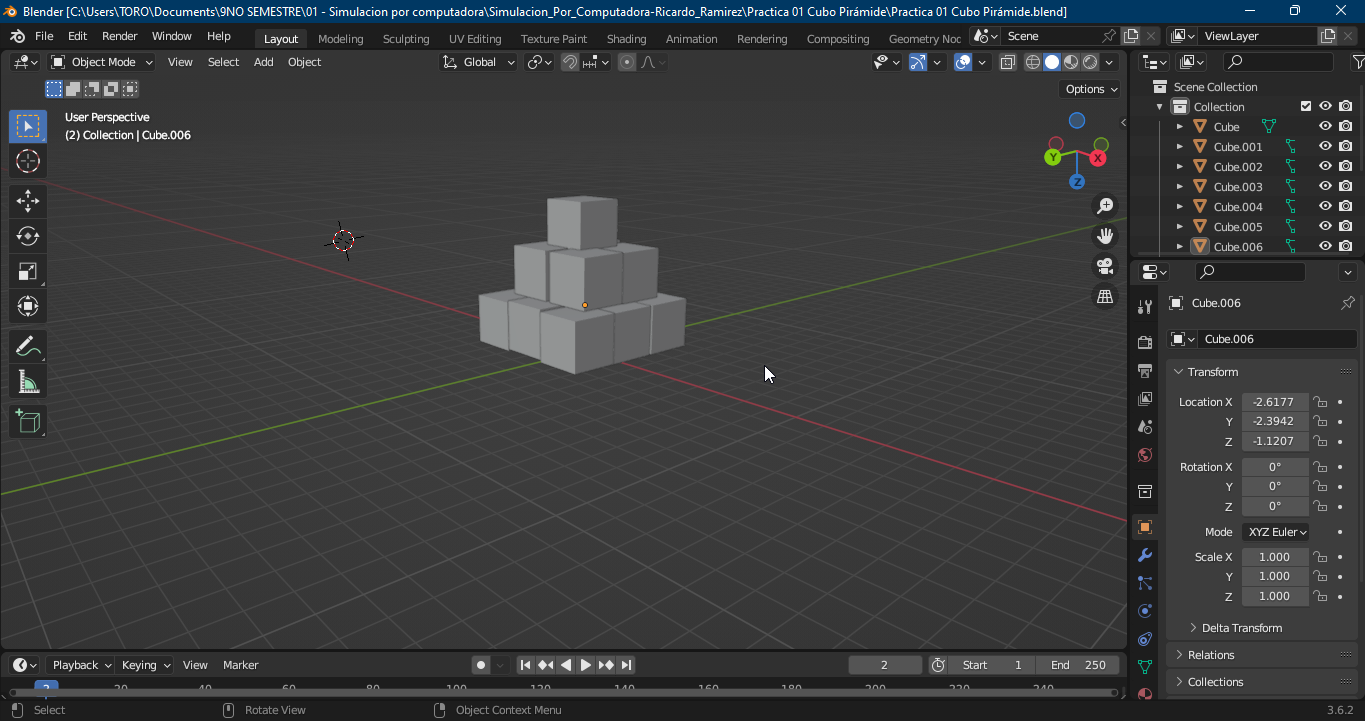 Blender [C:\Users\TORO\Documents\9NO SEMESTRE\01 - Simulacion por computadora\Simulacion_Por_Computadora-Ricardo_Ramirez\Practica 01 Cubo Pirámide\Practica 01 Cubo Pirámide.blend]
File Edit Render Window Help Layout Modeling Sculpting UV Editing Texture Paint Shading Animation Rendering Compositing Geometry Noc Scene ViewLayer
Object Mode View Select Add Object Global
Options
User Perspective
(2) Collection | Cube.006
X
Y
Z
Scene Collection
Collection
Cube
Cube.001
Cube.002
Cube.003
Cube.004
Cube.005
Cube.006
Cube.006
Cube.006
Transform
Location X -2.6177
Y -2.3942
Z -1.1207
Rotation X 0°
Y 0°
Z 0°
Mode XYZ Euler
Scale X 1.000
Y 1.000
Z 1.000
Delta Transform
Relations
Collections
Playback Keying View Marker 2 Start 1 End 250
2 20 40 60 80 100 120 140 160 180 200 220 240
Select Rotate View Object Context Menu 3.6.2